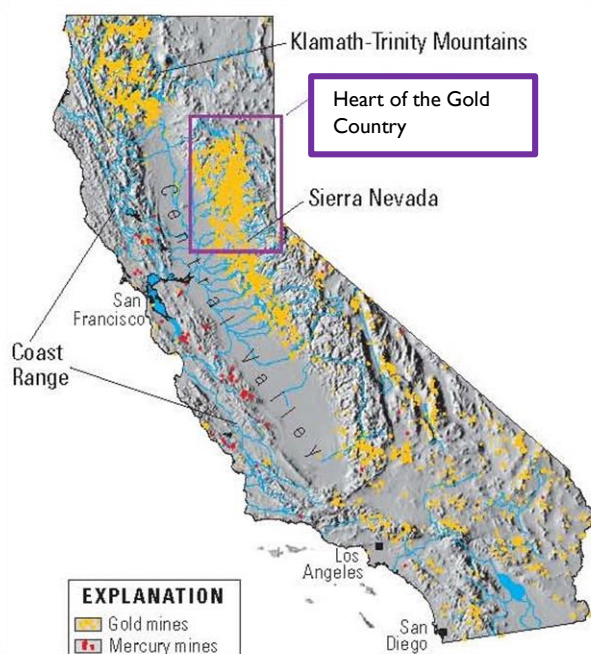 Klamath-Trinity Mountains
Heart of the Gold
Country
Sierra Nevada
Central Valley
San
Francisco
Coast
Range
Los
Angeles
San
Diego
EXPLANATION
Gold mines
Mercury mines